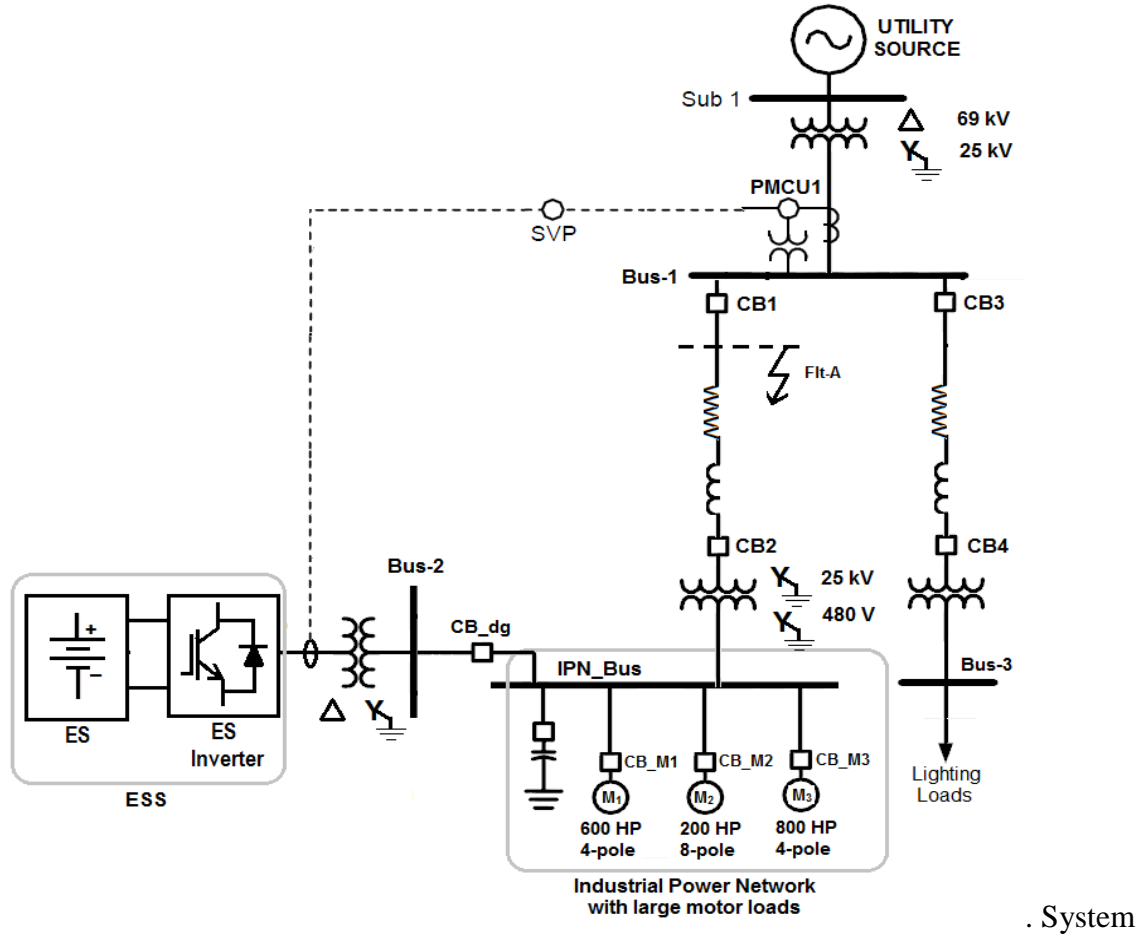 UTILITY
SOURCE
Sub 1
69 kV
25 kV
PMCU1
SVP
Bus-1
CB1
CB3
Flt-A
CB2
CB4
25 kV
480 V
Bus-2
CB_dg
IPN_Bus
Bus-3
+
−
ES
ES
Inverter
ESS
CB_M1
CB_M2
CB_M3
M1
M2
M3
600 HP
4-pole
200 HP
8-pole
800 HP
4-pole
Lighting
Loads
Industrial Power Network
with large motor loads
. System